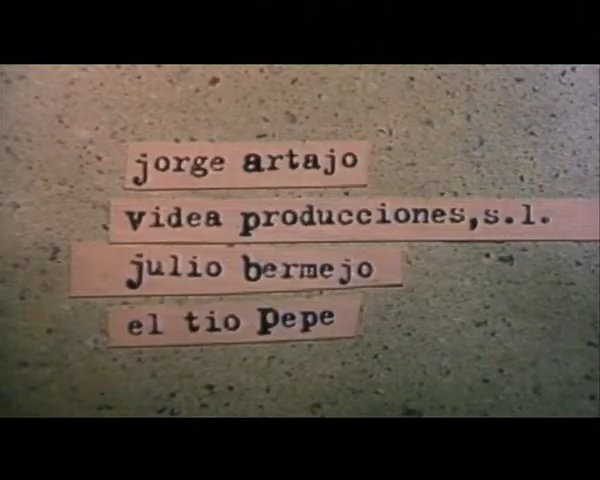 jorge artajo
videa producciones,s.l.
julio bermejo
el tio pepe